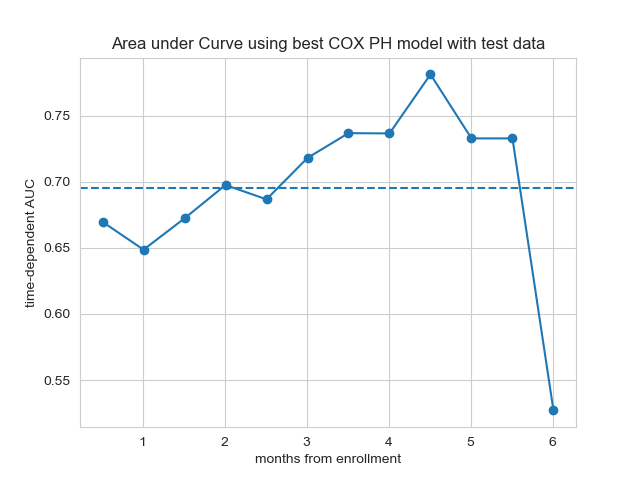 Area under Curve using best COX PH model with test data
time-dependent AUC
0.75
0.70
0.65
0.60
0.55
1 2 3 4 5 6
months from enrollment